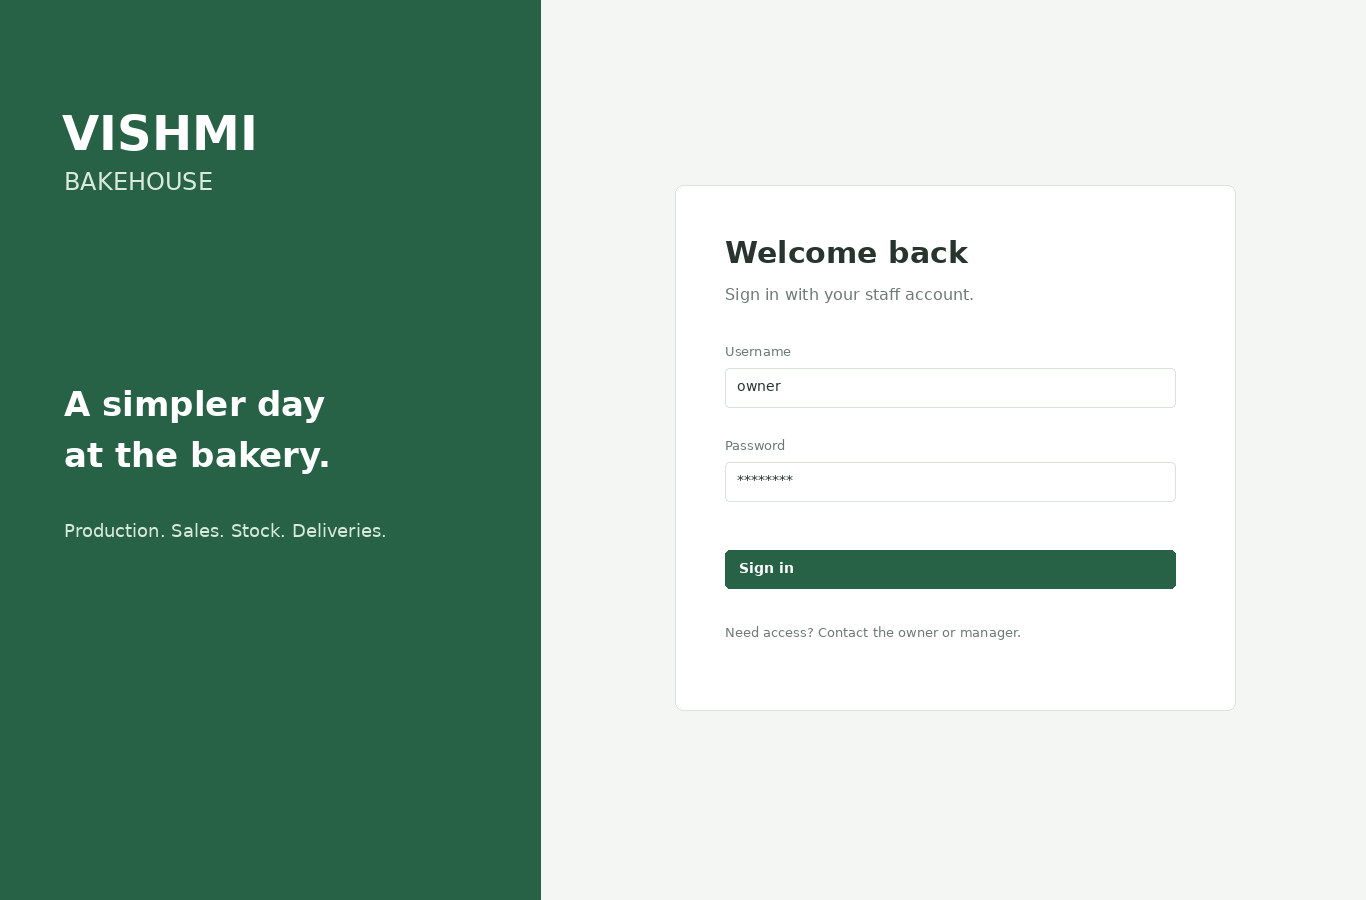 VISHMI
BAKEHOUSE
A simpler day
at the bakery.
Production. Sales. Stock. Deliveries.
Welcome back
Sign in with your staff account.
Username
owner
Password
********
Sign in
Need access? Contact the owner or manager.